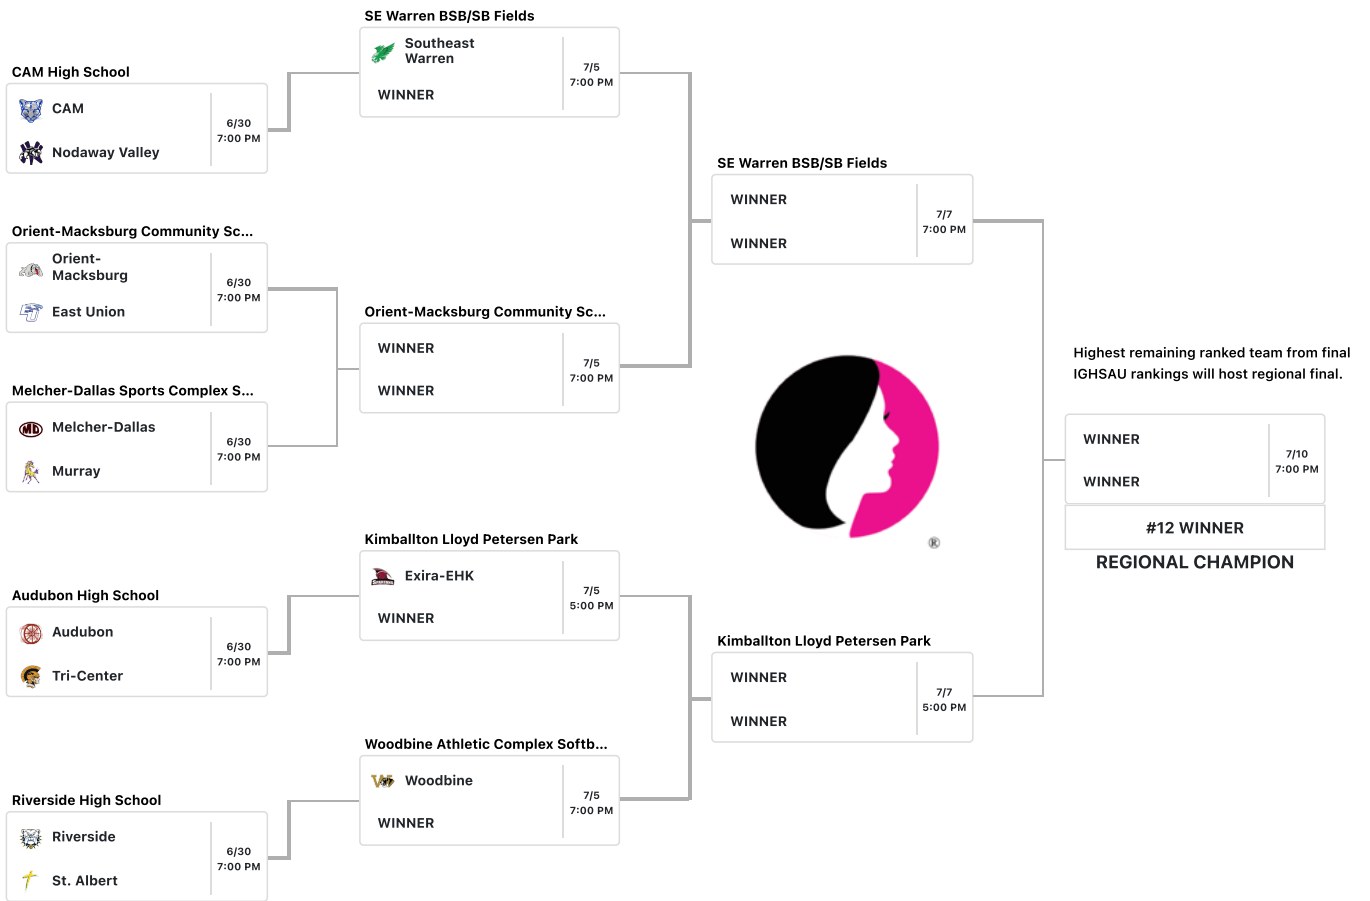 SE Warren BSB/SB Fields
Southeast
Warren
WINNER
7/5
7:00 PM
CAM High School
CAM
Nodaway Valley
6/30
7:00 PM
Orient-Macksburg Community Sc...
Orient-
Macksburg
East Union
6/30
7:00 PM
Orient-Macksburg Community Sc...
WINNER
WINNER
7/5
7:00 PM
Melcher-Dallas Sports Complex S...
MD
Melcher-Dallas
Murray
6/30
7:00 PM
SE Warren BSB/SB Fields
WINNER
WINNER
7/7
7:00 PM
Highest remaining ranked team from final
IGHSAU rankings will host regional final.
WINNER
WINNER
7/10
7:00 PM
#12 WINNER
REGIONAL CHAMPION
®
Kimballton Lloyd Petersen Park
Exira-EHK
WINNER
7/5
5:00 PM
Audubon High School
Audubon
Tri-Center
6/30
7:00 PM
Kimballton Lloyd Petersen Park
WINNER
WINNER
7/7
5:00 PM
Woodbine Athletic Complex Softb...
Woodbine
WINNER
7/5
7:00 PM
Riverside High School
Riverside
St. Albert
6/30
7:00 PM